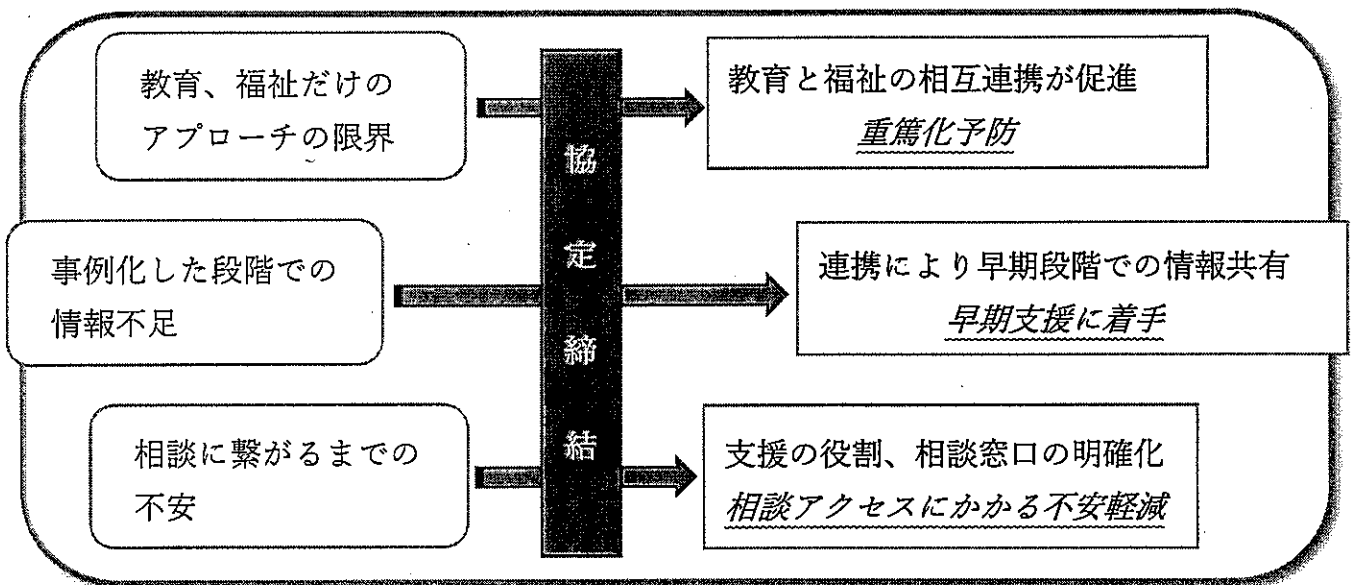 教育、福祉だけの
アプローチの限界
事例化した段階での
情報不足
相談に繋がるまでの
不安
協定締結
教育と福祉の相互連携が促進
重篤化予防
連携により早期段階での情報共有
早期支援に着手
支援の役割、相談窓口の明確化
相談アクセスにかかる不安軽減